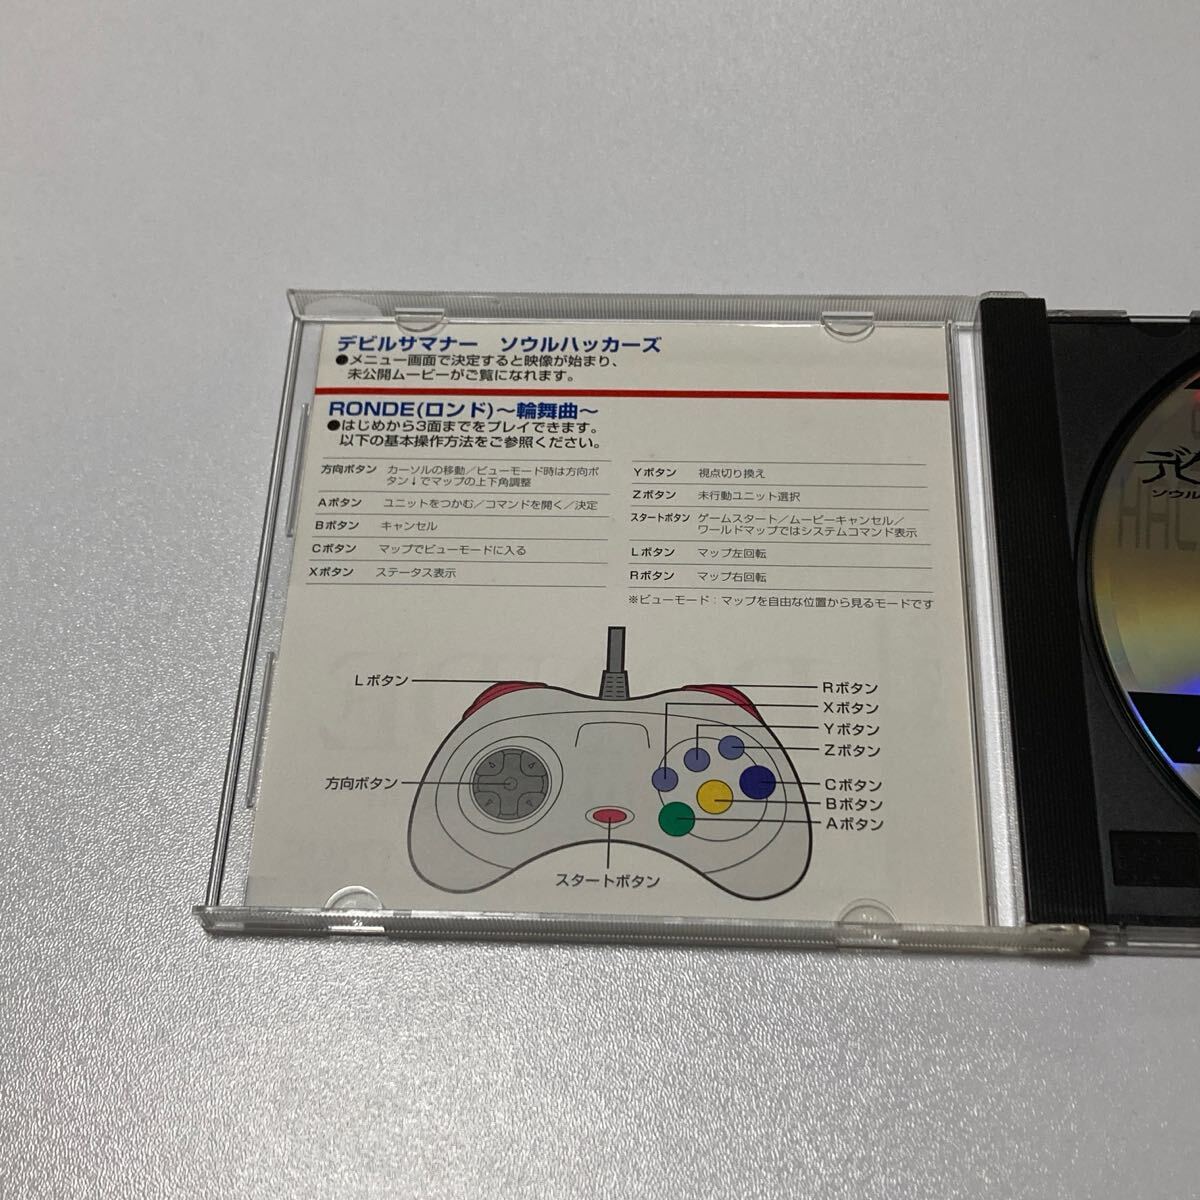 デビルサマナー ソウルハッカーズ
●メニュー画面で決定すると映像が始まり、
未公開ムービーがご覧になれます。
RONDE(ロンド)〜輪舞曲〜
●はじめから3面までをプレイできます。
以下の基本操作方法をご参照ください。
方向ボタン カーソルの移動／ビューモード時は方向ボ
タン↓でマップの上下角調整
Aボタン ユニットをつかむ／コマンドを開く／決定
Bボタン キャンセル
Cボタン マップでビューモードに入る
Xボタン ステータス表示
Yボタン 視点切り換え
Zボタン 未行動ユニット選択
スタートボタン ゲームスタート／ムービーキャンセル／
ワールドマップではシステムコマンド表示
Lボタン マップ左回転
Rボタン マップ右回転
※ビューモード：マップを自由な位置から見るモードです
Lボタン
Rボタン
Xボタン
Yボタン
Zボタン
方向ボタン
Cボタン
Bボタン
Aボタン
スタートボタン
ソウル